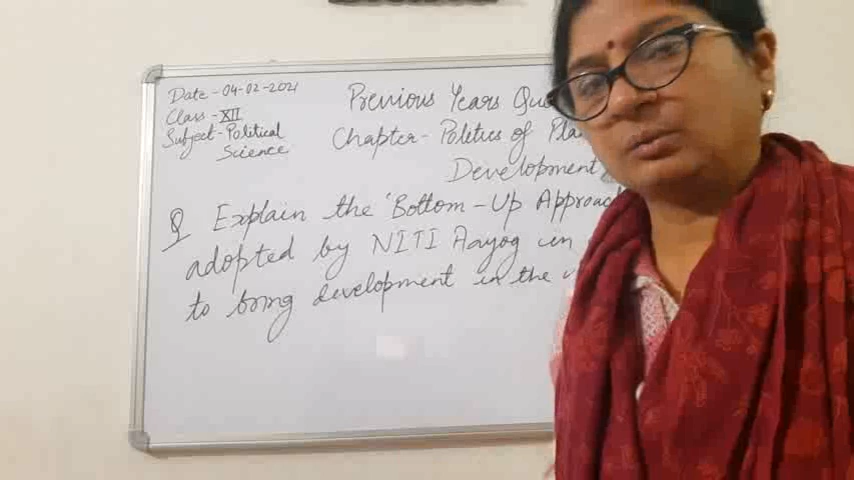 Date - 04-02-2021
Class - XII
Subject - Political
Science
Previous Years
Chapter - Politics of
Development
Q Explain the 'Bottom-Up
adopted by NITI Aayog in
to bring development in the